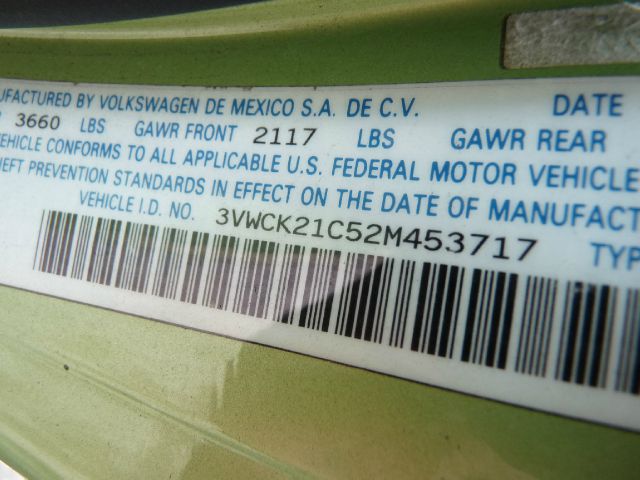 UFACTURED BY VOLKSWAGEN DE MEXICO S.A. DE C.V. DATE
3660 LBS GAWR FRONT 2117 LBS GAWR REAR
VEHICLE CONFORMS TO ALL APPLICABLE U.S. FEDERAL MOTOR VEHICLE
HEFT PREVENTION STANDARDS IN EFFECT ON THE DATE OF MANUFACT
VEHICLE I.D. NO. 3VWCK21C52M453717 TYP